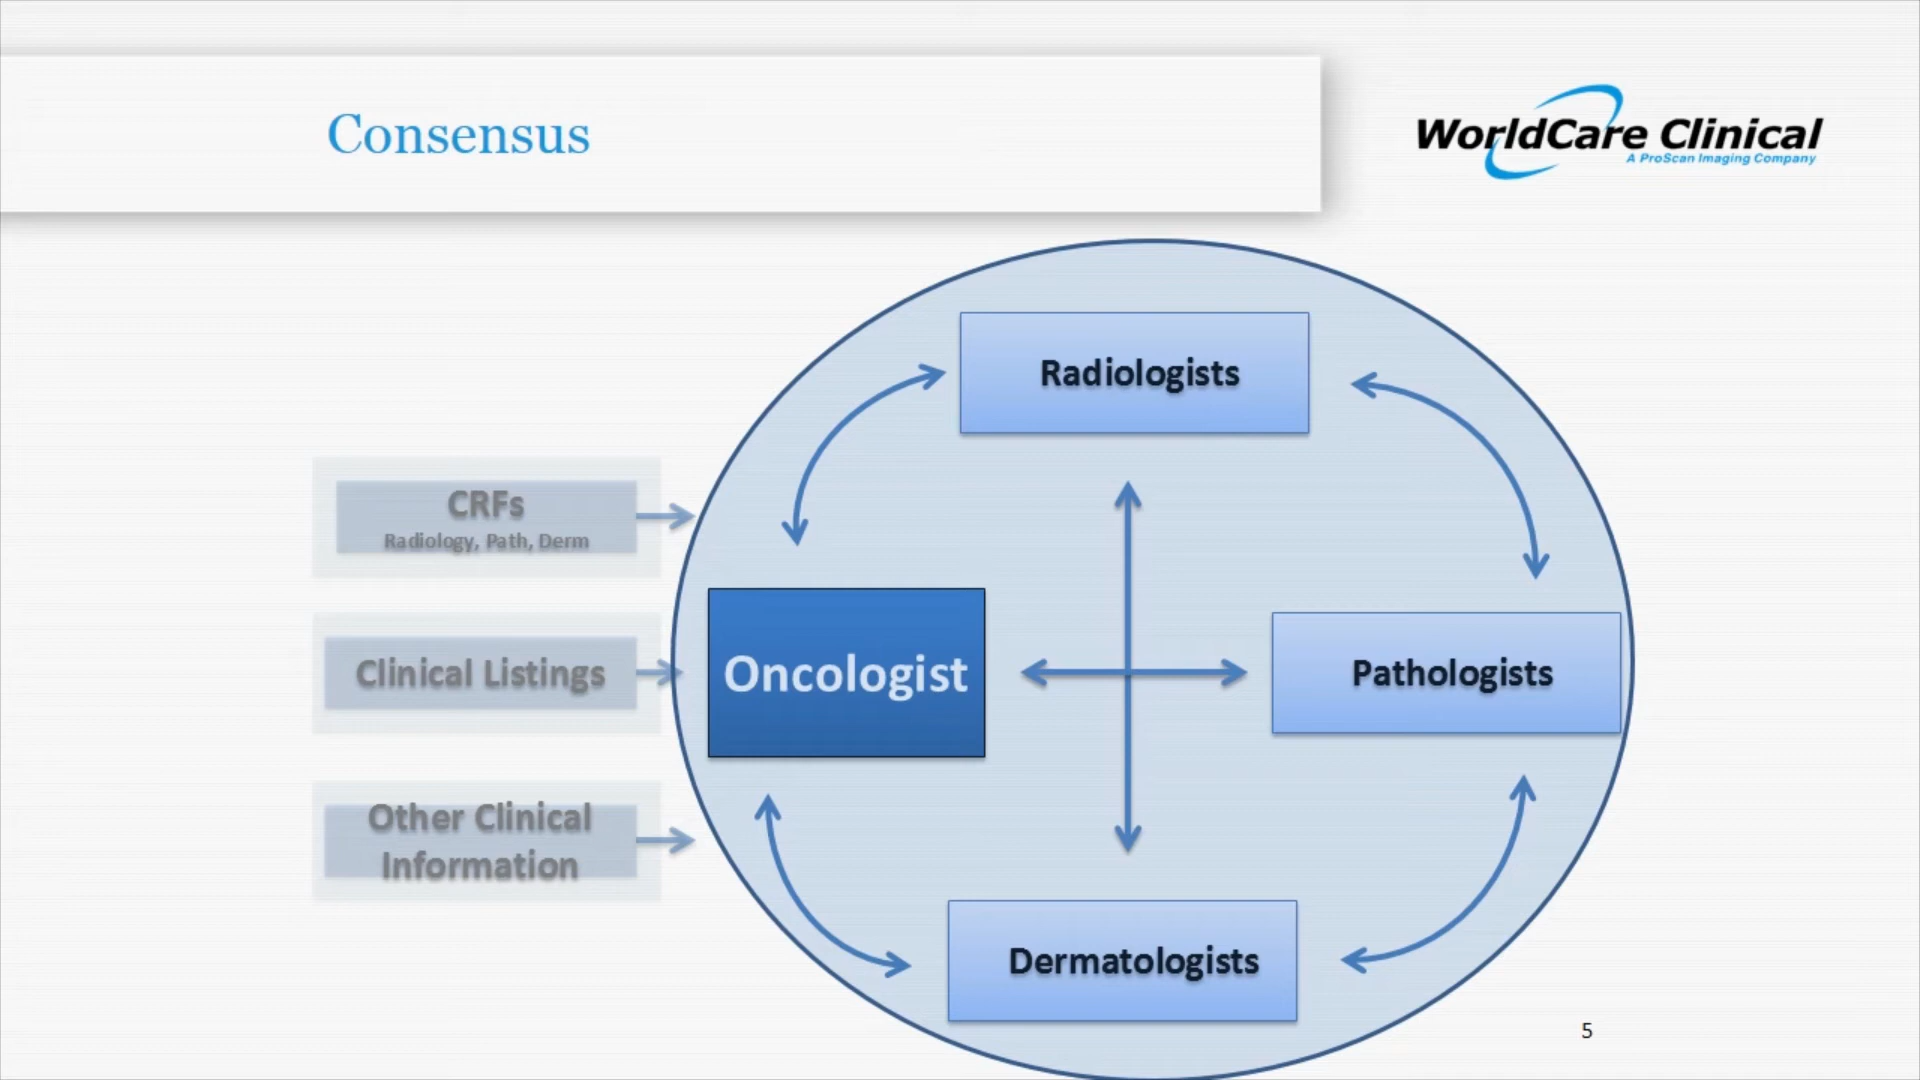 Consensus
WorldCare Clinical
A ProScan Imaging Company
Radiologists
CRFs
Radiology, Path, Derm
Clinical Listings
Oncologist
Pathologists
Other Clinical
Information
Dermatologists
5